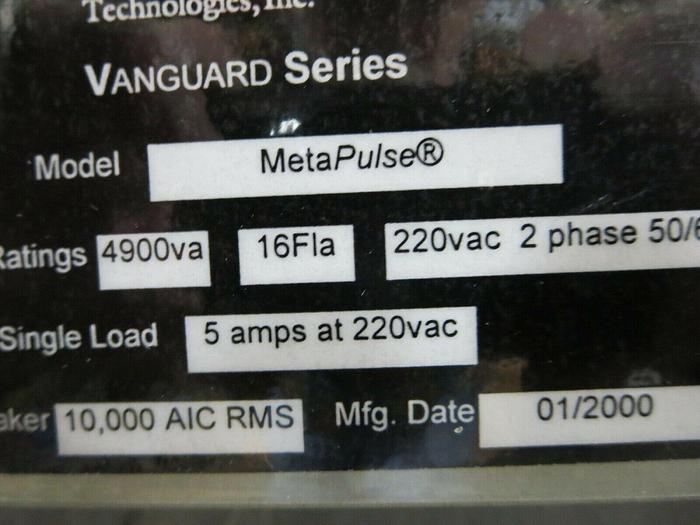 Technologies, Inc.
VANGUARD Series
Model MetaPulse®
Ratings 4900va 16Fla 220vac 2 phase 50/6
Single Load 5 amps at 220vac
aker 10,000 AIC RMS Mfg. Date 01/2000